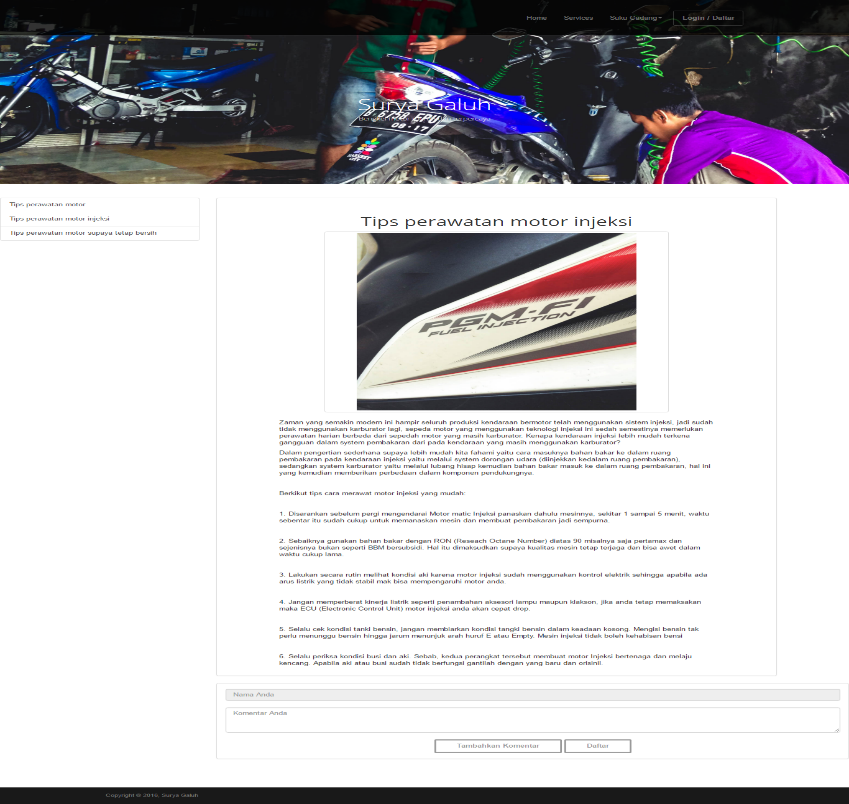 Home Services Suku Cadang Login / Daftar
Surya Galuh
6758 EPU
09-17
Tips perawatan motor
Tips perawatan motor injeksi
Tips perawatan motor supaya tetap bersih
Tips perawatan motor injeksi
PGM-FI
FUEL INJECTION
Zaman yang semakin modern ini hampir seluruh produksi kendaraan bermotor telah menggunakan sistem injeksi, jadi sudah
tidak menggunakan karburator lagi, sepeda motor yang menggunakan teknologi injeksi ini sedah semestinya memerlukan
perawatan harian berbeda dari sepedah motor yang masih karburator. Kenapa kendaraan injeksi lebih mudah terkena
gangguan dalam system pembakaran dari pada kendaraan yang masih menggunakan karburator?
Dalam pengertian sederhana supaya lebih mudah kita fahami yaitu cara masuknya bahan bakar ke dalam ruang
pembakaran pada kendaraan injeksi yaitu melalui system dorongan udara (diinjekkan kedalam ruang pembakaran),
sedangkan system karburator yaitu melalui lubang hisap kemudian bahan bakar masuk ke dalam ruang pembakaran, hal ini
yang kemudian memberikan perbedaan dalam komponen pendukungnya.
Berikut tips cara merawat motor injeksi yang mudah:
1. Disarankan sebelum pergi mengendarai Motor matic Injeksi panaskan dahulu mesinnya, sekitar 1 sampai 5 menit, waktu
sebentar itu sudah cukup untuk memanaskan mesin dan membuat pembakaran jadi sempurna.
2. Sebaiknya gunakan bahan bakar dengan RON (Reseach Octane Number) diatas 90 misalnya saja pertamax dan
sejenisnya bukan seperti BBM bersubsidi. Hal itu dimaksudkan supaya kualitas mesin tetap terjaga dan bisa awet dalam
waktu cukup lama.
3. Lakukan secara rutin melihat kondisi aki karena motor injeksi sudah menggunakan kontrol elektrik sehingga apabila ada
arus listrik yang tidak stabil mak bisa mempengaruhi motor anda.
4. Jangan memperberat kinerja listrik seperti penambahan aksesori lampu maupun klakson, jika anda tetap memaksakan
maka ECU (Electronic Control Unit) motor injeksi anda akan cepat drop.
5. Selalu cek kondisi tanki bensin, jangan membiarkan kondisi tangki bensin dalam keadaan kosong. Mengisi bensin tak
perlu menunggu bensin hingga jarum menunjuk arah huruf E atau Empty. Mesin injeksi tidak boleh kehabisan bensi
6. Selalu periksa kondisi busi dan aki. Sebab, kedua perangkat tersebut membuat motor Injeksi bertenaga dan melaju
kencang. Apabila aki atau busi sudah tidak berfungsi gantilah dengan yang baru dan orisinil.
Nama Anda
Komentar Anda
Tambahkan Komentar Daftar
Copyright © 2016, Surya Galuh